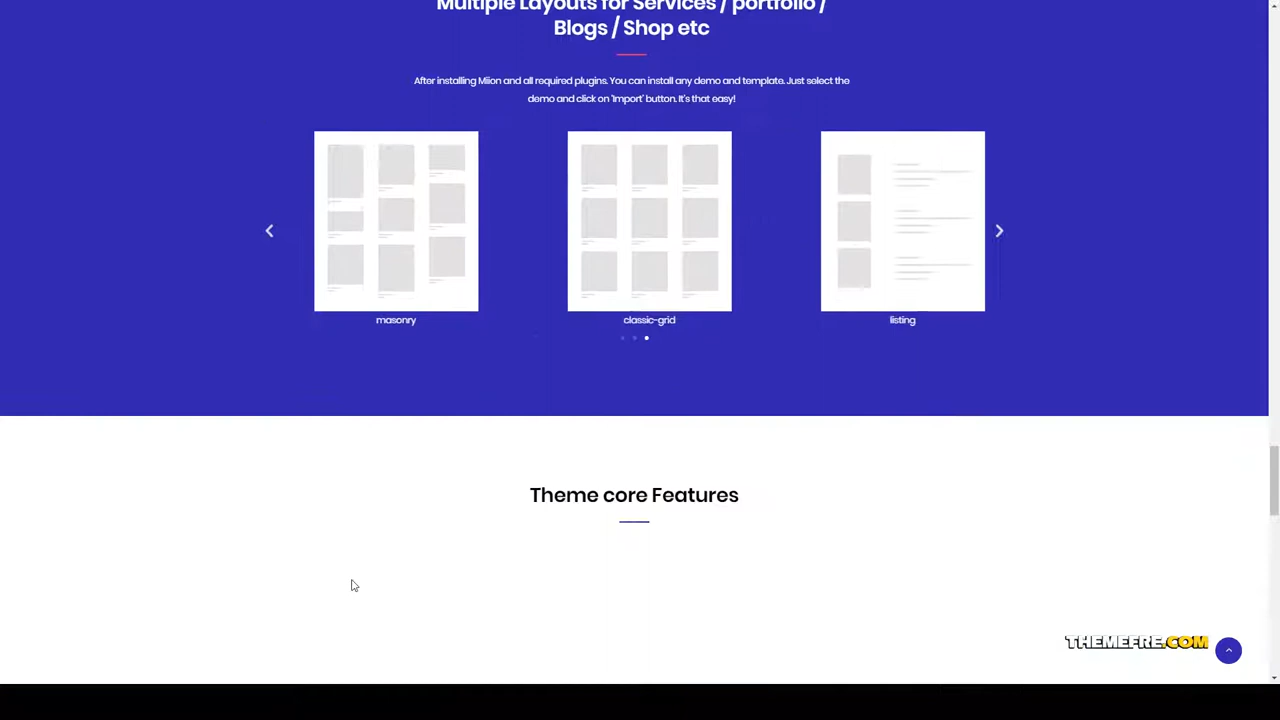 Multiple Layouts for Services / portfolio /
Blogs / Shop etc
After installing Miion and all required plugins. You can install any demo and template. Just select the
demo and click on 'Import' button. It's that easy!
masonry
classic-grid
listing
Theme core Features
THEMEFRE.COM